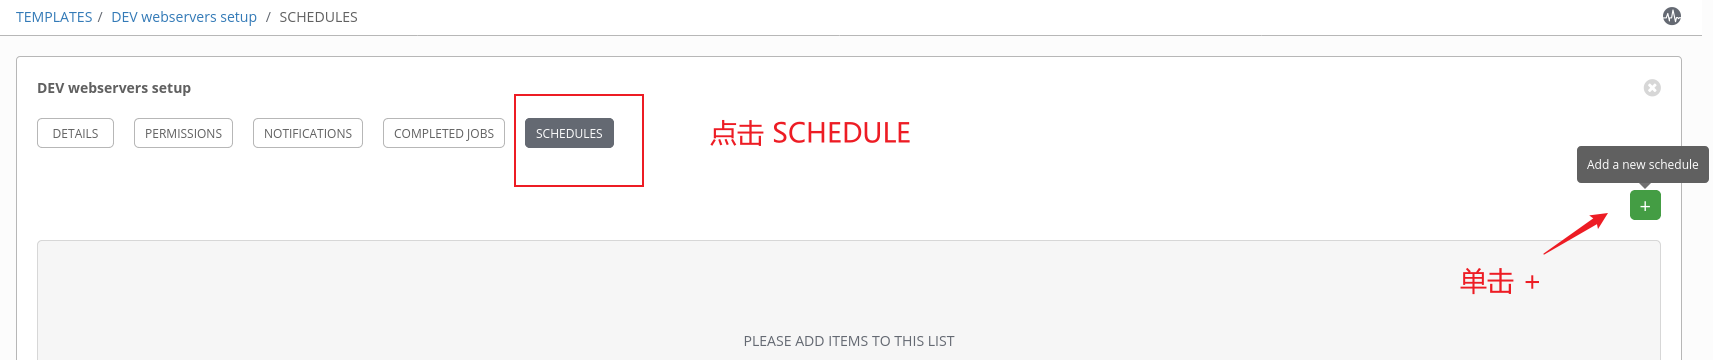 TEMPLATES / DEV webservers setup / SCHEDULES
DEV webservers setup
DETAILS PERMISSIONS NOTIFICATIONS COMPLETED JOBS SCHEDULES
点击 SCHEDULE
Add a new schedule
+
单击 +
PLEASE ADD ITEMS TO THIS LIST